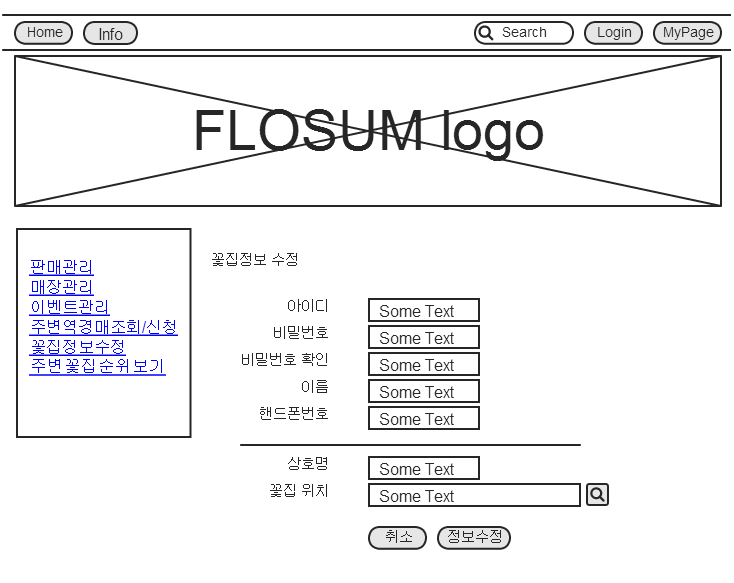 Home Info Search Login MyPage
FLOSUM logo
판매관리
매장관리
이벤트관리
주변역경매조회/신청
꽃집정보수정
주변꽃집순위보기
꽃집정보 수정
아이디 Some Text
비밀번호 Some Text
비밀번호 확인 Some Text
이름 Some Text
핸드폰번호 Some Text
상호명 Some Text
꽃집 위치 Some Text
취소 정보수정